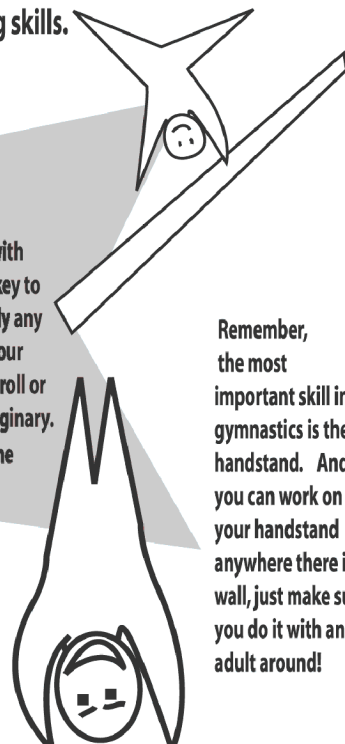 g skills.
with
key to
ly any
our
roll or
ginary.
ne
Remember,
the most
important skill in
gymnastics is the
handstand. And
you can work on
your handstand
anywhere there i
wall, just make su
you do it with an
adult around!